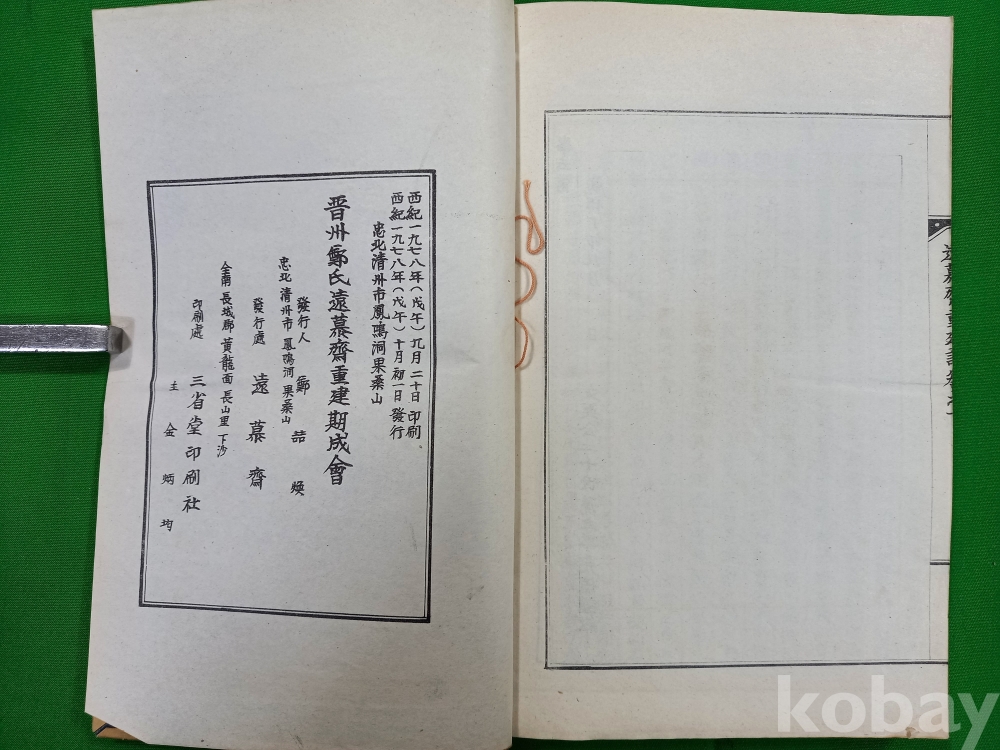 西紀一九七八年(戊午)九月二十日 印刷
西紀一九七八年(戊午)十月初一日 發行
忠北清州市鳳鳴洞果桑山
晋州鄭氏遠慕齋重建期成會
發行人 鄭喆煥
忠北 清州市 鳳鳴河 果桑山
發行處 遠慕齋
全南 長城郡 黃龍面 長山里 下沙
印刷處 三省堂印刷社
主 金炳均
kobay